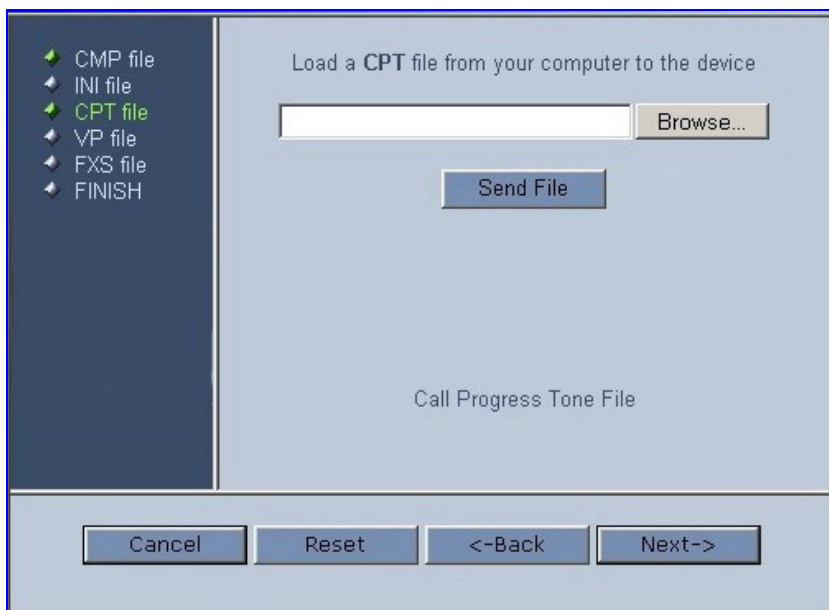 CMP file
INI file
CPT file
VP file
FXS file
FINISH
Load a CPT file from your computer to the device
Browse...
Send File
Call Progress Tone File
Cancel
Reset
<-Back
Next->